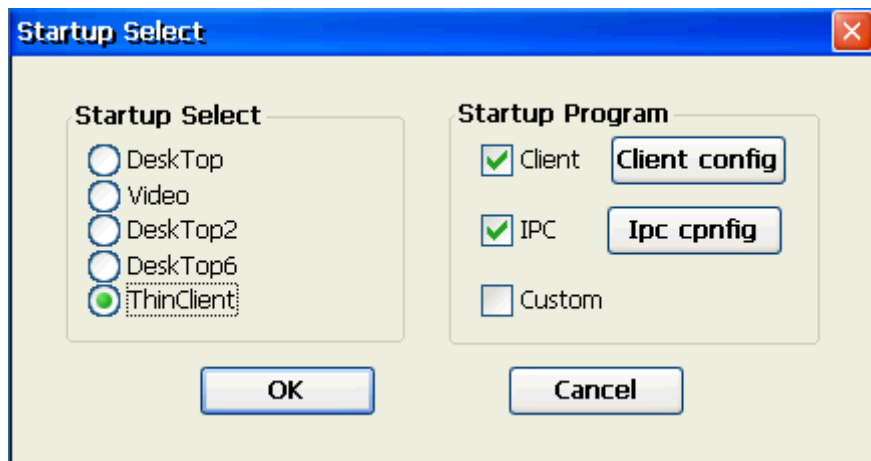 Startup Select
Startup Select
DeskTop
Video
DeskTop2
DeskTop6
ThinClient
Startup Program
Client Client config
IPC Ipc cpnfig
Custom
OK Cancel